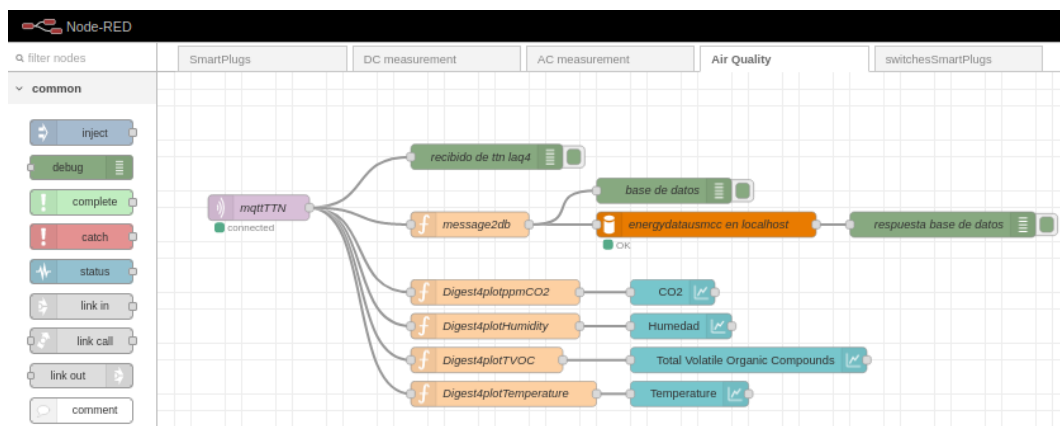 Node-RED
filter nodes
SmartPlugs
DC measurement
AC measurement
Air Quality
switchesSmartPlugs
common
inject
debug
complete
catch
status
link in
link call
link out
comment
recibido de ttn laq4
base de datos
mqttTTN
connected
message2db
energydatausmcc en localhost
OK
respuesta base de datos
Digest4plotppmCO2
CO2
Digest4plotHumidity
Humedad
Digest4plotTVOC
Total Volatile Organic Compounds
Digest4plotTemperature
Temperature